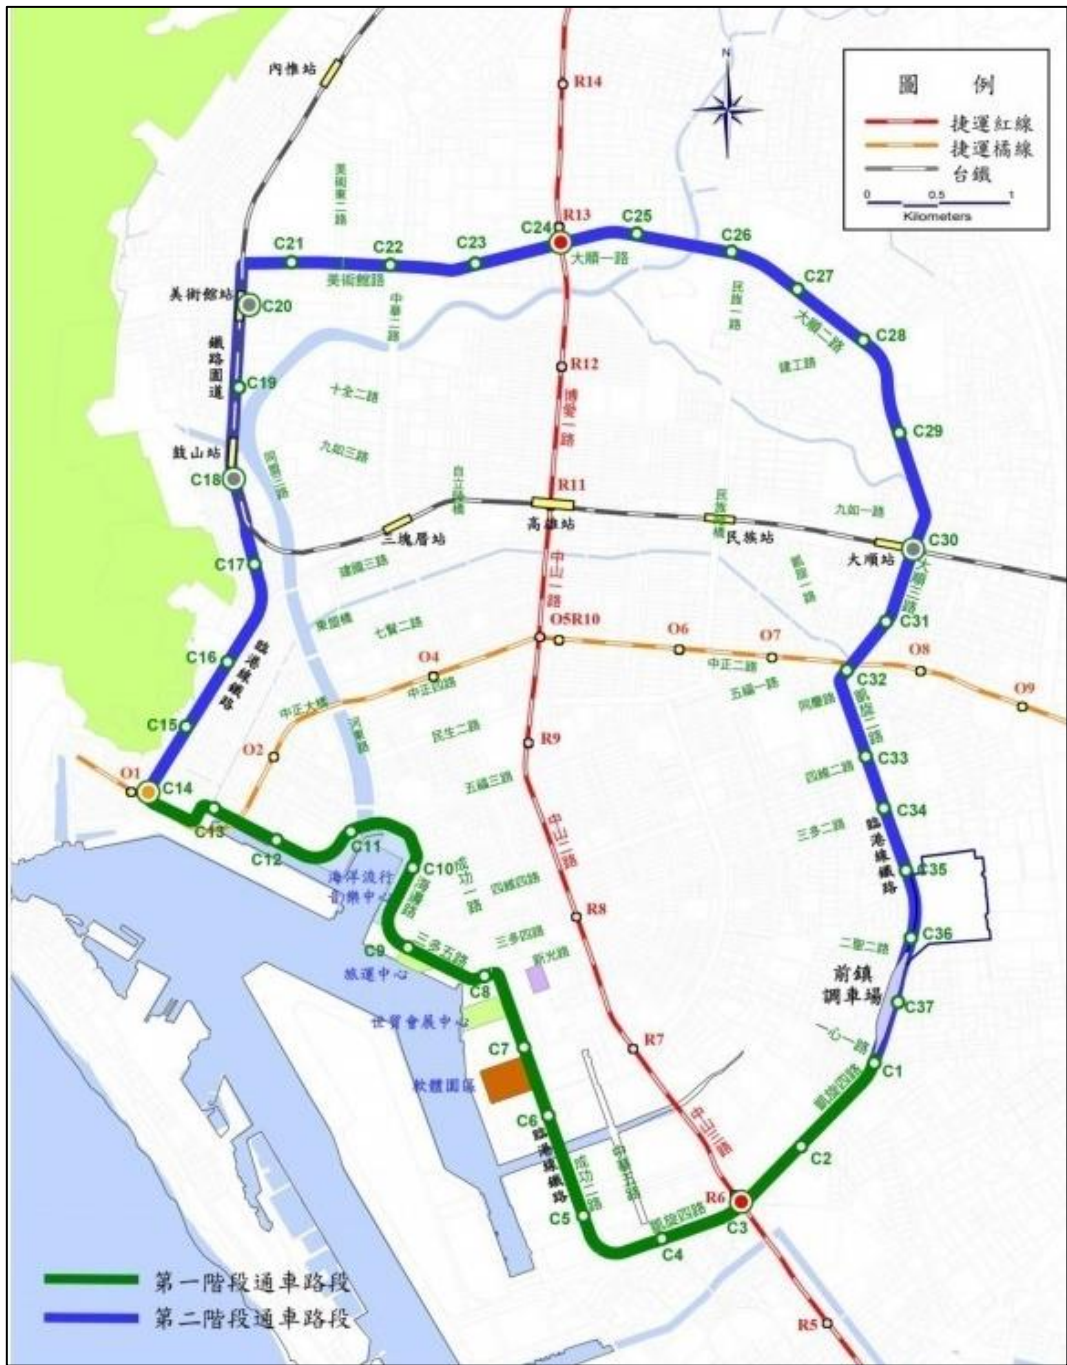 N
圖 例
捷運紅線
捷運橘線
台鐵
0 0.5 1
Kilometers
內惟站
R14
美術東二路
R13
C24
C25
C26
C21
C22
C23
大順一路
美術館路
美術館站
C20
中華二路
民族一路
C27
大順二路
C28
建工路
鐵路園道
C19
十全二路
R12
博愛一路
C29
鼓山站
九如三路
C18
同盟三路
自立陸橋
R11
高雄站
民族陸橋
民族站
九如一路
三塊厝站
大順站
C30
大順三路
C17
建國三路
中山一路
凱旋一路
東盟橋
七賢二路
C31
O5R10
O6
O7
O8
C16
臨港線鐵路
O4
中正四路
中正二路
C32
五福一路
同慶路
凱旋二路
O9
中正大橋
C15
河東路
民生二路
R9
O2
C33
四維二路
O1
C14
五福三路
中山二路
C34
三多二路
臨港線鐵路
C13
C12
C11
C10
海洋流行
音樂中心
海邊路
成功一路
四維四路
C35
R8
C36
C9
三多五路
三多四路
新光路
二聖二路
旅運中心
C8
前鎮
調車場
C37
世貿會展中心
C7
R7
一心一路
C1
軟體園區
凱旋四路
C6
臨港線鐵路
中山三路
C2
成功二路
中華五路
R6
C5
凱旋四路
C3
C4
第一階段通車路段
第二階段通車路段
R5